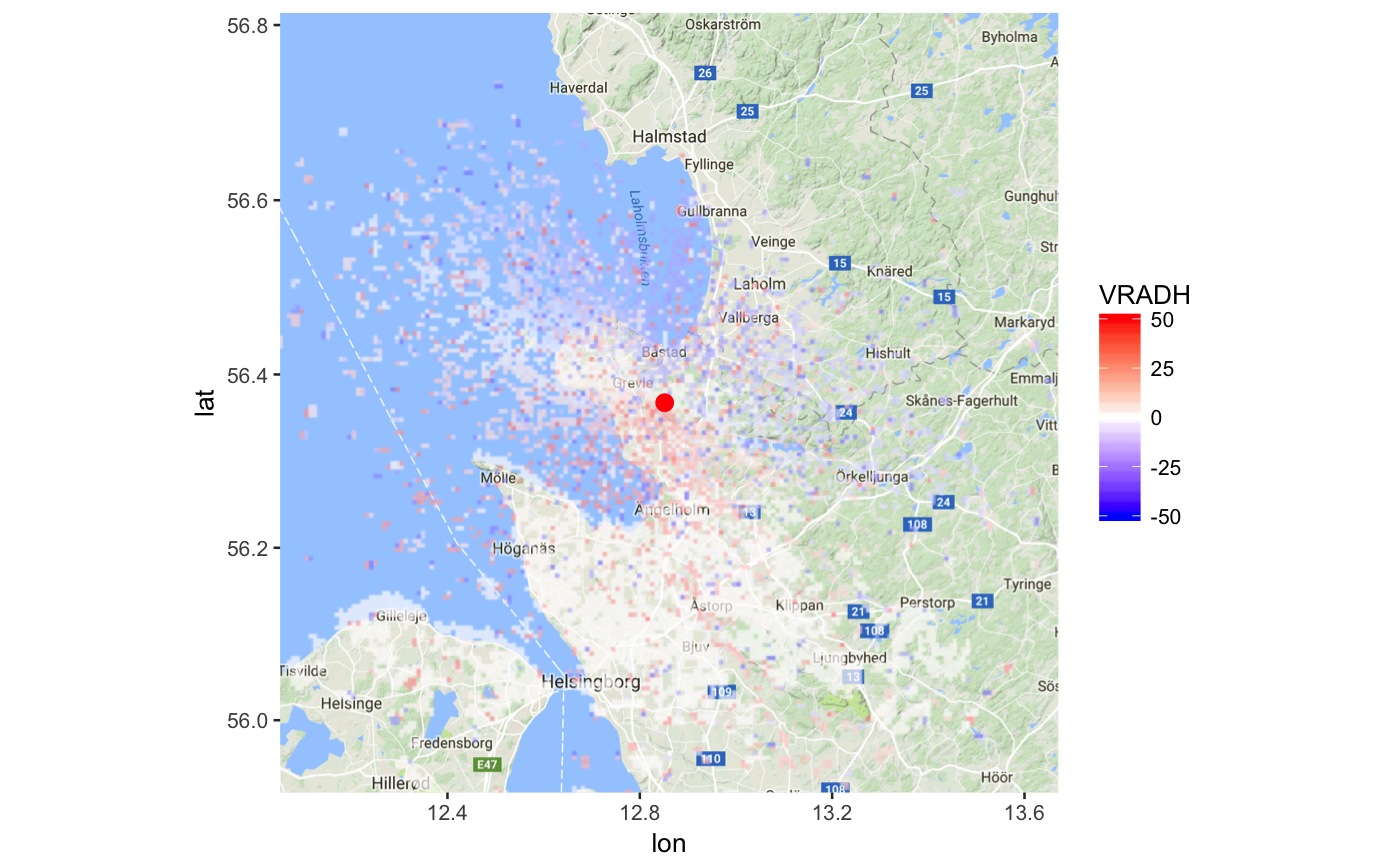 56.8
56.6
56.4
56.2
56.0
lat
12.4
12.8
13.2
13.6
lon
Oskarström
Byholma
26
25
25
Haverdal
Halmstad
Fyllinge
Gullbranna
Gunghul
Laholmsbukten
Veinge
Str
15
Knäred
Laholm
15
Vallberga
Markaryd
Båstad
Hishult
Grevie
Emmalj
Skånes-Fagerhult
24
Vitt
Mölle
Örkelljunga
Ängelholm
13
24
108
Höganäs
Tyringe
Gilleleje
Åstorp
Klippan
21
Perstorp
21
108
Bjuv
Ljungbyhed
Tisvilde
13
Helsingborg
109
Sös
Helsinge
Fredensborg
E47
110
Hillerød
Höör
108
VRADH
50
25
0
-25
-50